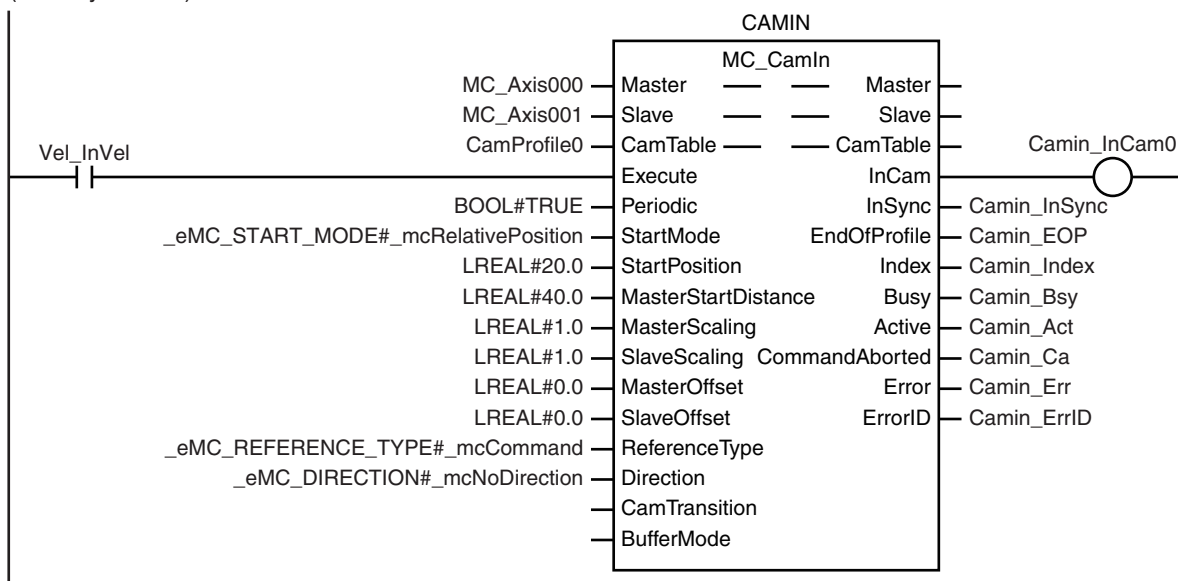 CAMIN
MC_CamIn
MC_Axis000 Master Master
MC_Axis001 Slave Slave
CamProfile0 CamTable CamTable Camin_InCam0
Vel_InVel
Execute InCam
BOOL#TRUE Periodic InSync Camin_InSync
_eMC_START_MODE#_mcRelativePosition StartMode EndOfProfile Camin_EOP
LREAL#20.0 StartPosition Index Camin_Index
LREAL#40.0 MasterStartDistance Busy Camin_Bsy
LREAL#1.0 MasterScaling Active Camin_Act
LREAL#1.0 SlaveScaling CommandAborted Camin_Ca
LREAL#0.0 MasterOffset Error Camin_Err
LREAL#0.0 SlaveOffset ErrorID Camin_ErrID
_eMC_REFERENCE_TYPE#_mcCommand ReferenceType
_eMC_DIRECTION#_mcNoDirection Direction
CamTransition
BufferMode